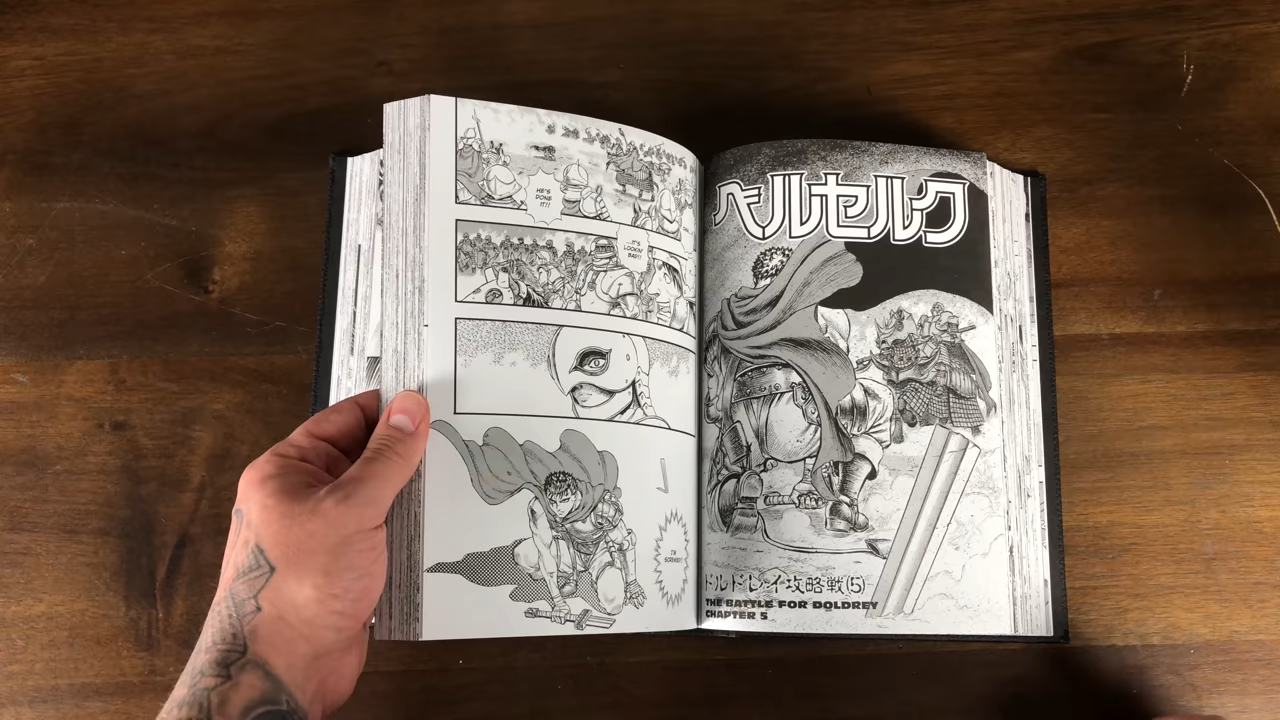 HE'S
DONE
IT!!
...IT'S
LOOKIN'
BAD!!
I'M
SCREWED!!
ベルセルク
ドルドレイ攻略戦(5)
THE BATTLE FOR DOLDREY
CHAPTER 5